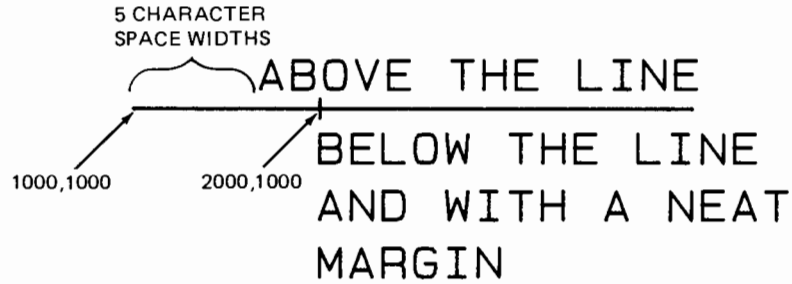 5 CHARACTER
SPACE WIDTHS
ABOVE THE LINE
1000,1000
2000,1000
BELOW THE LINE
AND WITH A NEAT
MARGIN